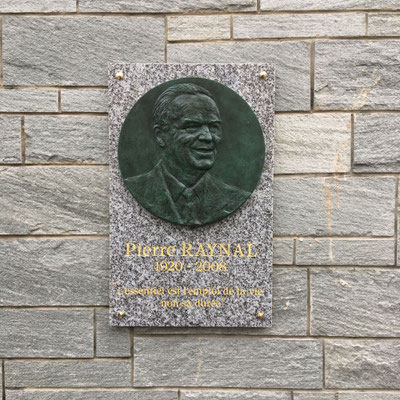 Pierre RAYNAL
1920 - 2008
L'essentiel est l'emploi de la vie
non sa durée